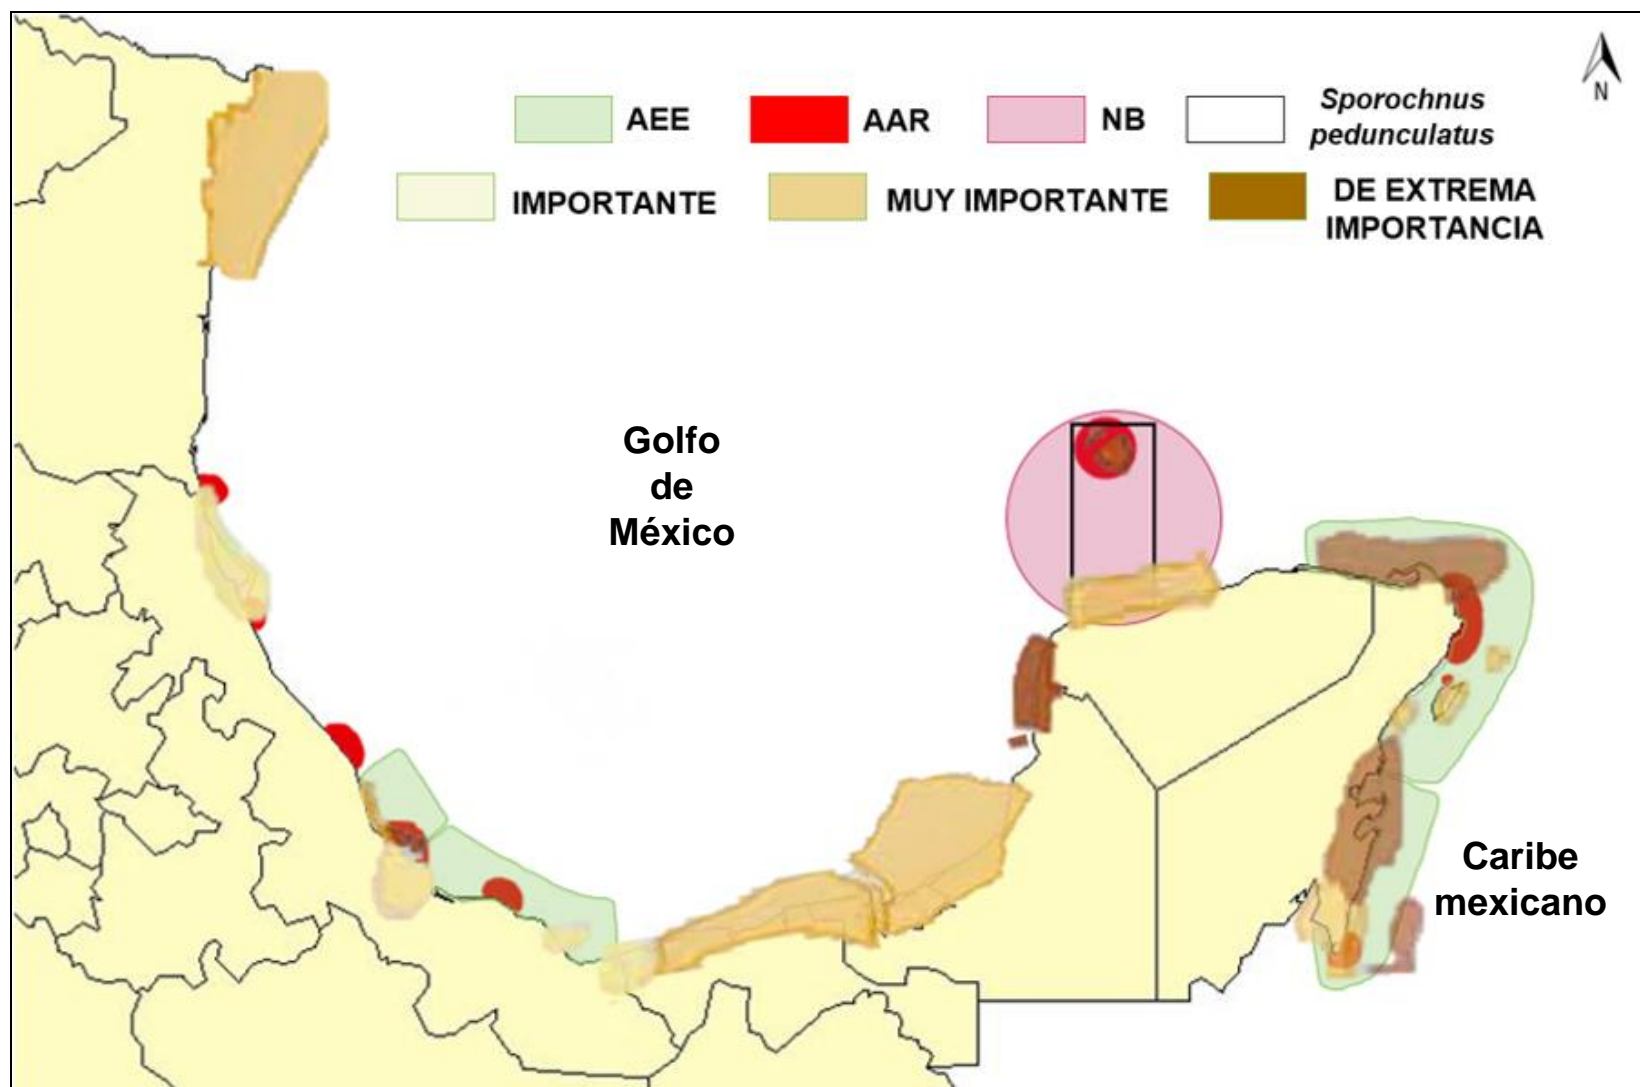 N
AEE
AAR
NB
Sporochnus
pedunculatus
IMPORTANTE
MUY IMPORTANTE
DE EXTREMA
IMPORTANCIA
Golfo
de
México
Caribe
mexicano